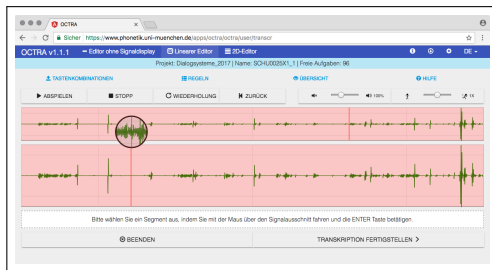 OCTRA
Sicher https://www.phonetik.uni-muenchen.de/apps/octra/octra/user/transcr
OCTRA v1.1.1 Editor ohne Signaldisplay Linearer Editor 2D-Editor DE
Projekt: Dialogsysteme_2017 | Name: SCHU0025X1_1 | Freie Aufgaben: 96
TASTENKOMBINATIONEN REGELN ÜBERSICHT HILFE
ABSPIELEN STOPP WIEDERHOLUNG ZURÜCK 100%
Bitte wählen Sie ein Segment aus, indem Sie mit der Maus über den Signalausschnitt fahren und die ENTER Taste betätigen.
BEENDEN TRANSKRIPTION FERTIGSTELLEN >